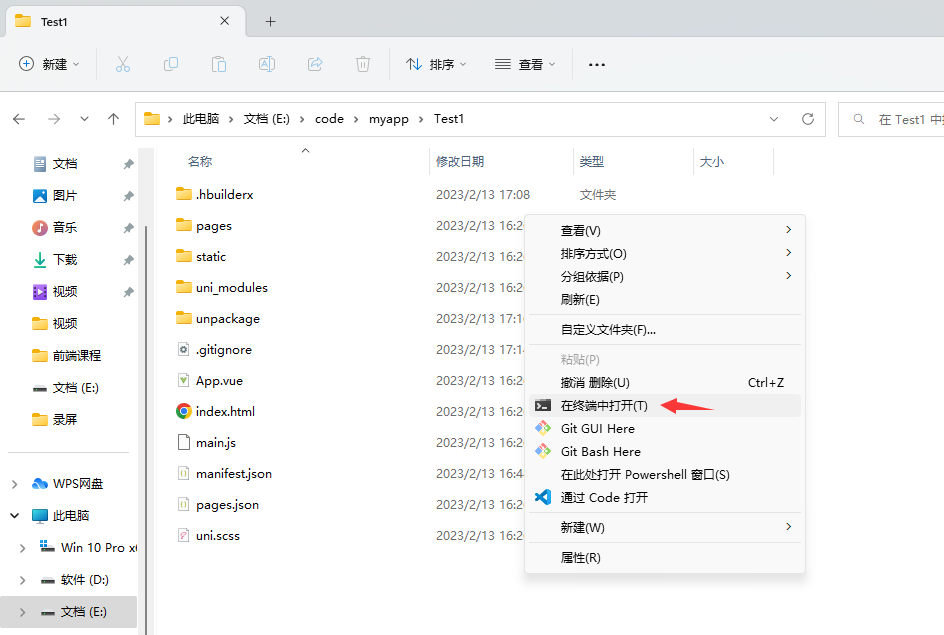 Test1
新建
排序
查看
此电脑 文档 (E:) code myapp Test1
在 Test1 中
文档
图片
音乐
下载
视频
视频
前端课程
文档 (E:)
录屏
WPS网盘
此电脑
Win 10 Pro x
软件 (D:)
文档 (E:)
名称 修改日期 类型 大小
.hbuilderx 2023/2/13 17:08 文件夹
pages 2023/2/13 16:2
static 2023/2/13 16:2
uni_modules 2023/2/13 16:2
unpackage 2023/2/13 17:1
.gitignore 2023/2/13 17:1
App.vue 2023/2/13 16:2
index.html 2023/2/13 16:2
main.js 2023/2/13 16:2
manifest.json 2023/2/13 16:4
pages.json 2023/2/13 16:2
uni.scss 2023/2/13 16:2
查看(V)
排序方式(O)
分组依据(P)
刷新(E)
自定义文件夹(F)...
粘贴(P)
撤消 删除(U) Ctrl+Z
在终端中打开(T)
Git GUI Here
Git Bash Here
在此处打开 Powershell 窗口(S)
通过 Code 打开
新建(W)
属性(R)